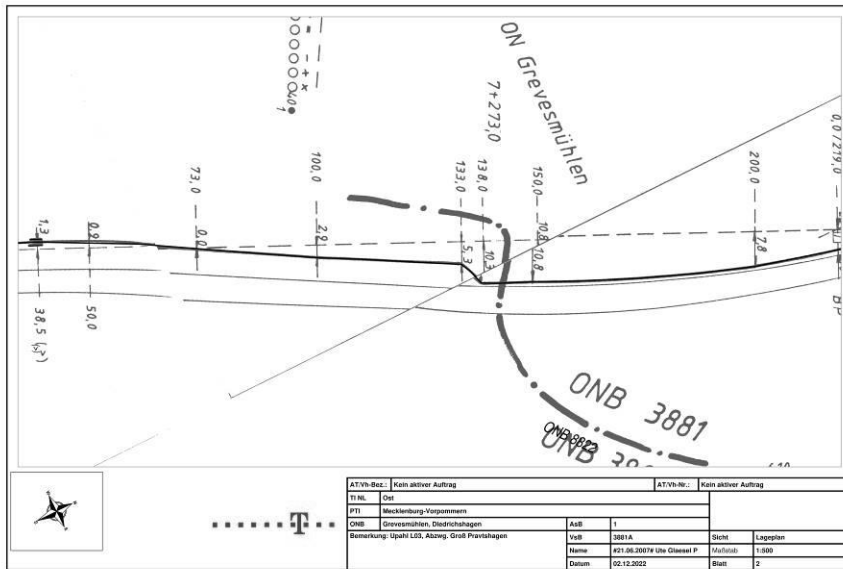 ON Grevesmühlen
7+273,0
0,0 / 219,0
73,0
100,0
133,0
138,0
150,0
200,0
1,3
0,9
0,0
2,9
5,3
10,3
10,8
10,8
7,8
38,5
50,0
BP
ONB 3881
T
AT/Vh-Bez.: Kein aktiver Auftrag AT/Vh-Nr.: Kein aktiver Auftrag
TI NL Ost
PTI Mecklenburg-Vorpommern
ONB Grevesmühlen, Diedrichshagen AsB 1
Bemerkung: Upahl L03, Abzwg. Groß Pravtshagen VsB 3881A Sicht Lageplan
Name #21.06.2007# Ute Glaesel P Maßstab 1:500
Datum 02.12.2022 Blatt 2